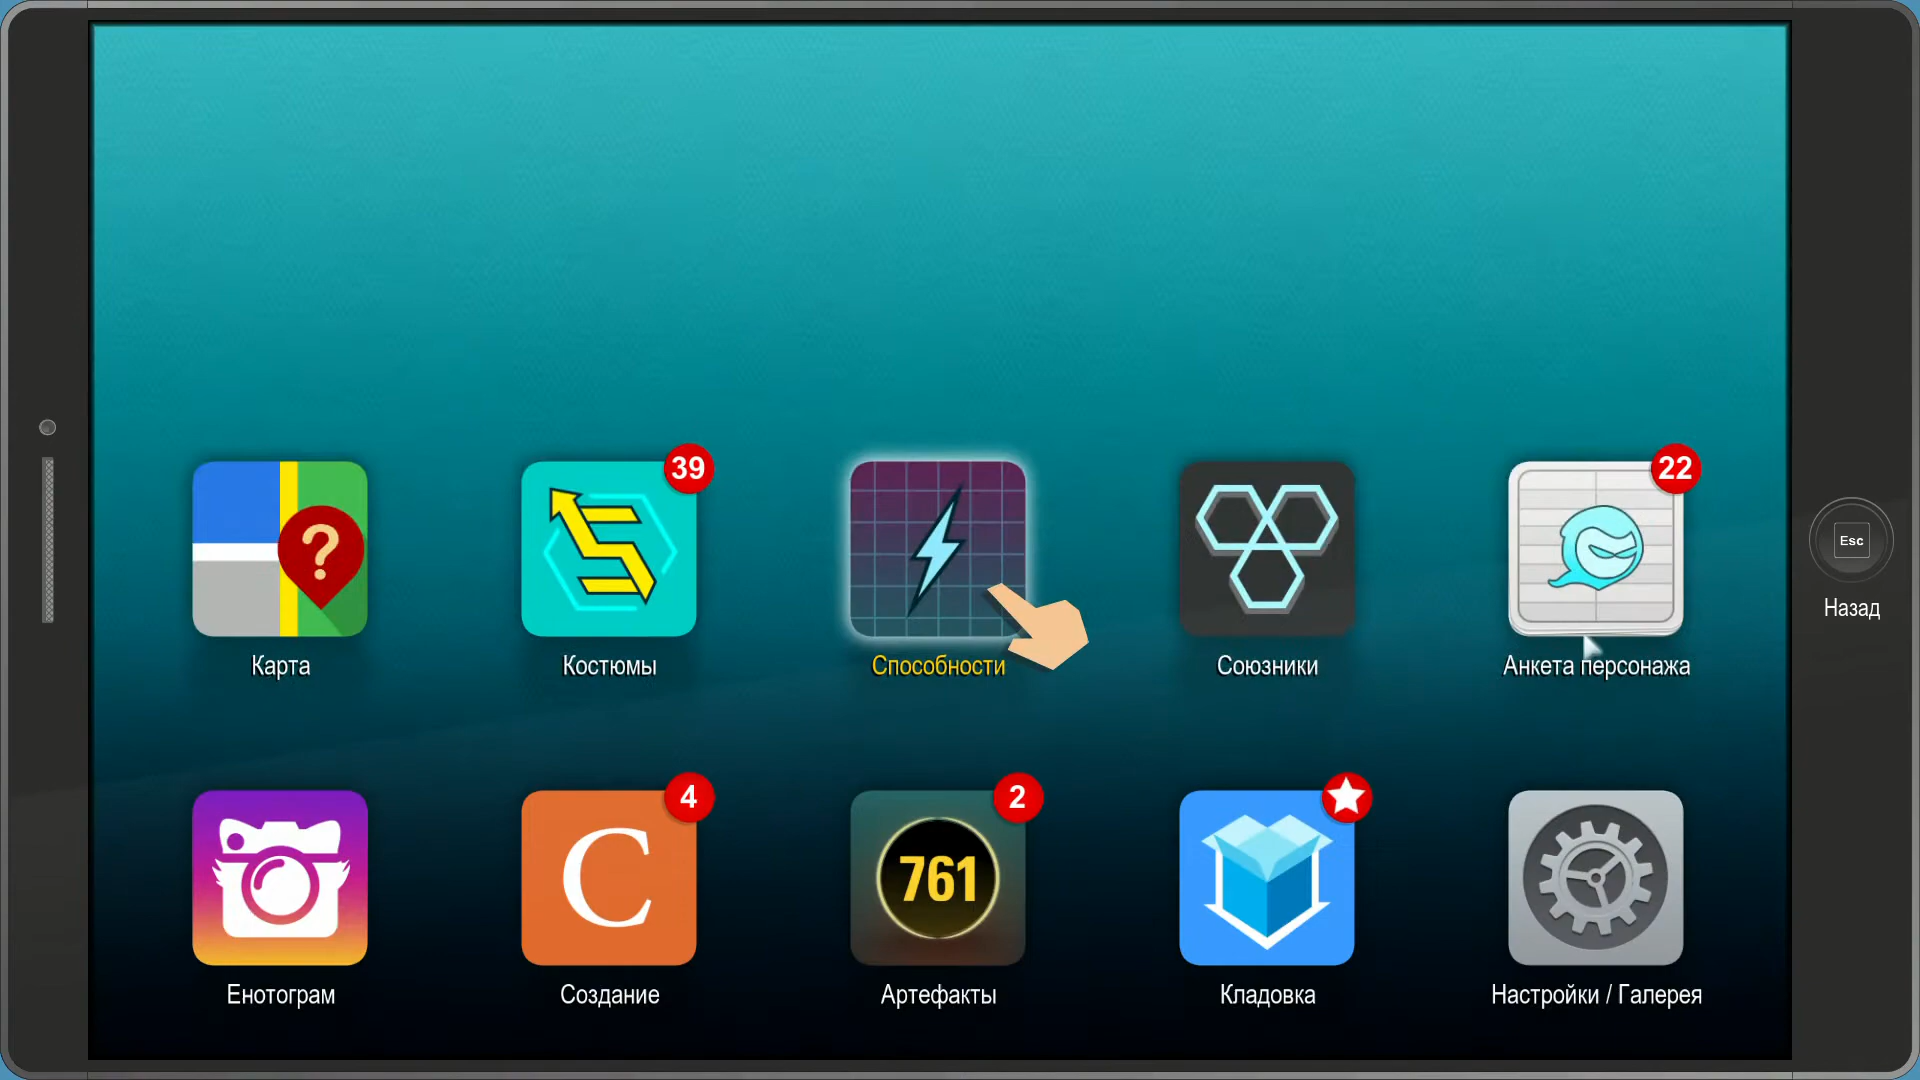 39
22
?
Карта
Костюмы
Способности
Союзники
Анкета персонажа
Esc
Назад
4
2
C
761
Енотограм
Создание
Артефакты
Кладовка
Настройки / Галерея